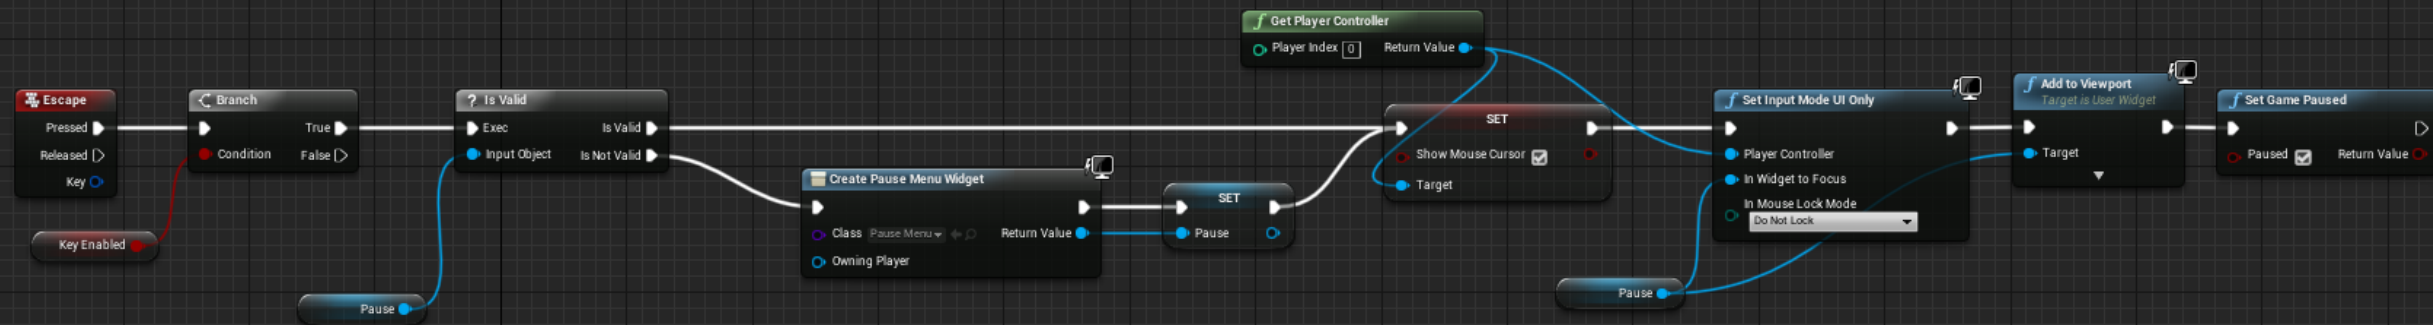 Escape
Pressed
Released
Key
Key Enabled
Branch
True
Condition
False
Pause
Is Valid
Exec
Is Valid
Input Object
Is Not Valid
Create Pause Menu Widget
Class
Pause Menu
Return Value
Owning Player
SET
Pause
Get Player Controller
Player Index
0
Return Value
SET
Show Mouse Cursor
Target
Pause
Set Input Mode UI Only
Player Controller
In Widget to Focus
In Mouse Lock Mode
Do Not Lock
Add to Viewport
Target is User Widget
Target
Set Game Paused
Paused
Return Value